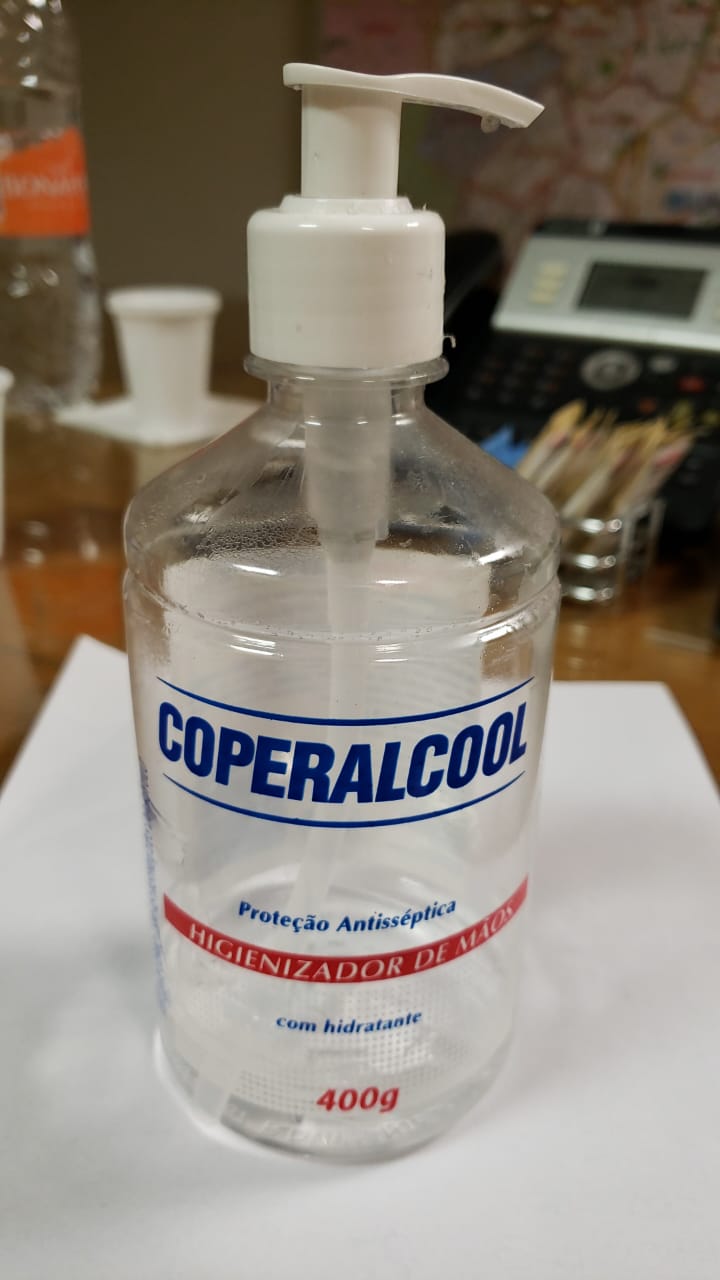 COPERALCOOL
Proteção Antisséptica
HIGIENIZADOR DE MÃOS
com hidratante
400g